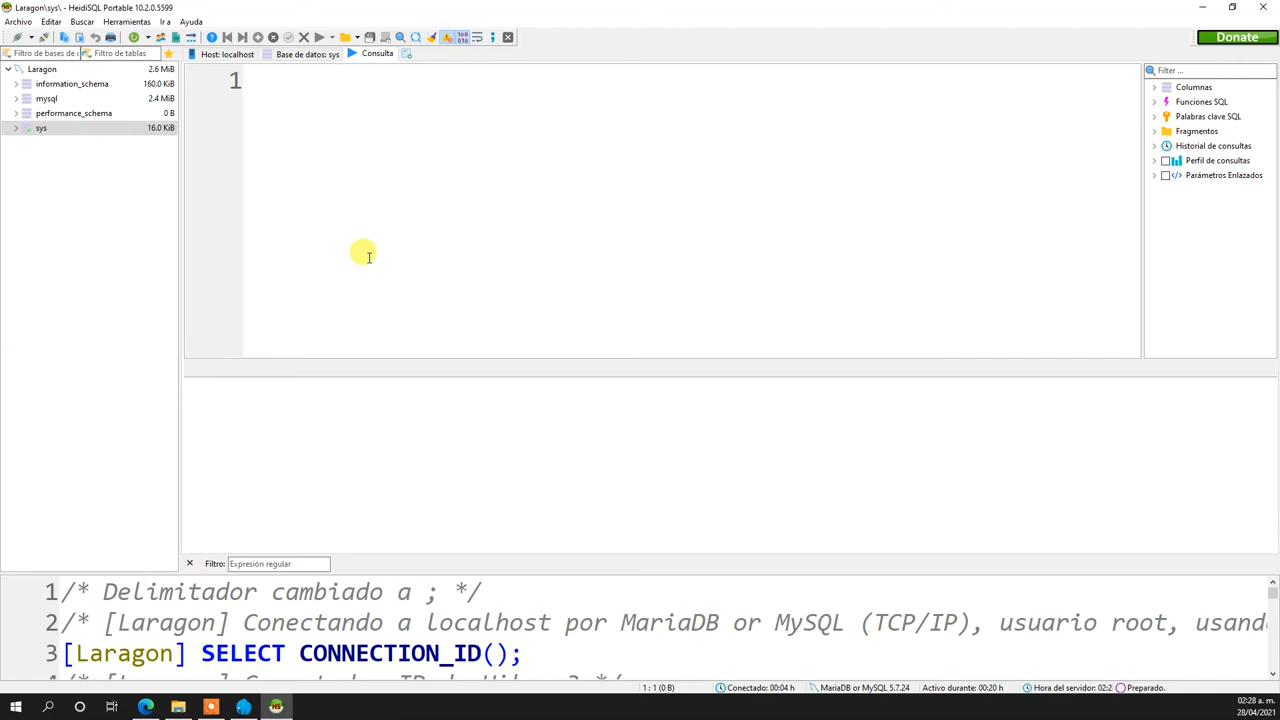 Laragon\sys\ - HeidiSQL Portable 10.2.0.5599
Archivo Editar Buscar Herramientas Ir a Ayuda
Donate
Filtro de bases de Filtro de tablas
Host: localhost Base de datos: sys Consulta
Laragon 2.6 MiB
information_schema 160.0 KiB
mysql 2.4 MiB
performance_schema 0 B
sys 16.0 KiB
1
Filter ...
Columnas
Funciones SQL
Palabras clave SQL
Fragmentos
Historial de consultas
Perfil de consultas
Parámetros Enlazados
Filtro: Expresión regular
1 /* Delimitador cambiado a ; */
2 /* [Laragon] Conectando a localhost por MariaDB or MySQL (TCP/IP), usuario root, usando
3 [Laragon] SELECT CONNECTION_ID();
1 : 1 (0 B) Conectado: 00:04 h MariaDB or MySQL 5.7.24 Activo durante: 00:20 h Hora del servidor: 02:2 Preparado.
02:28 a. m.
28/04/2021